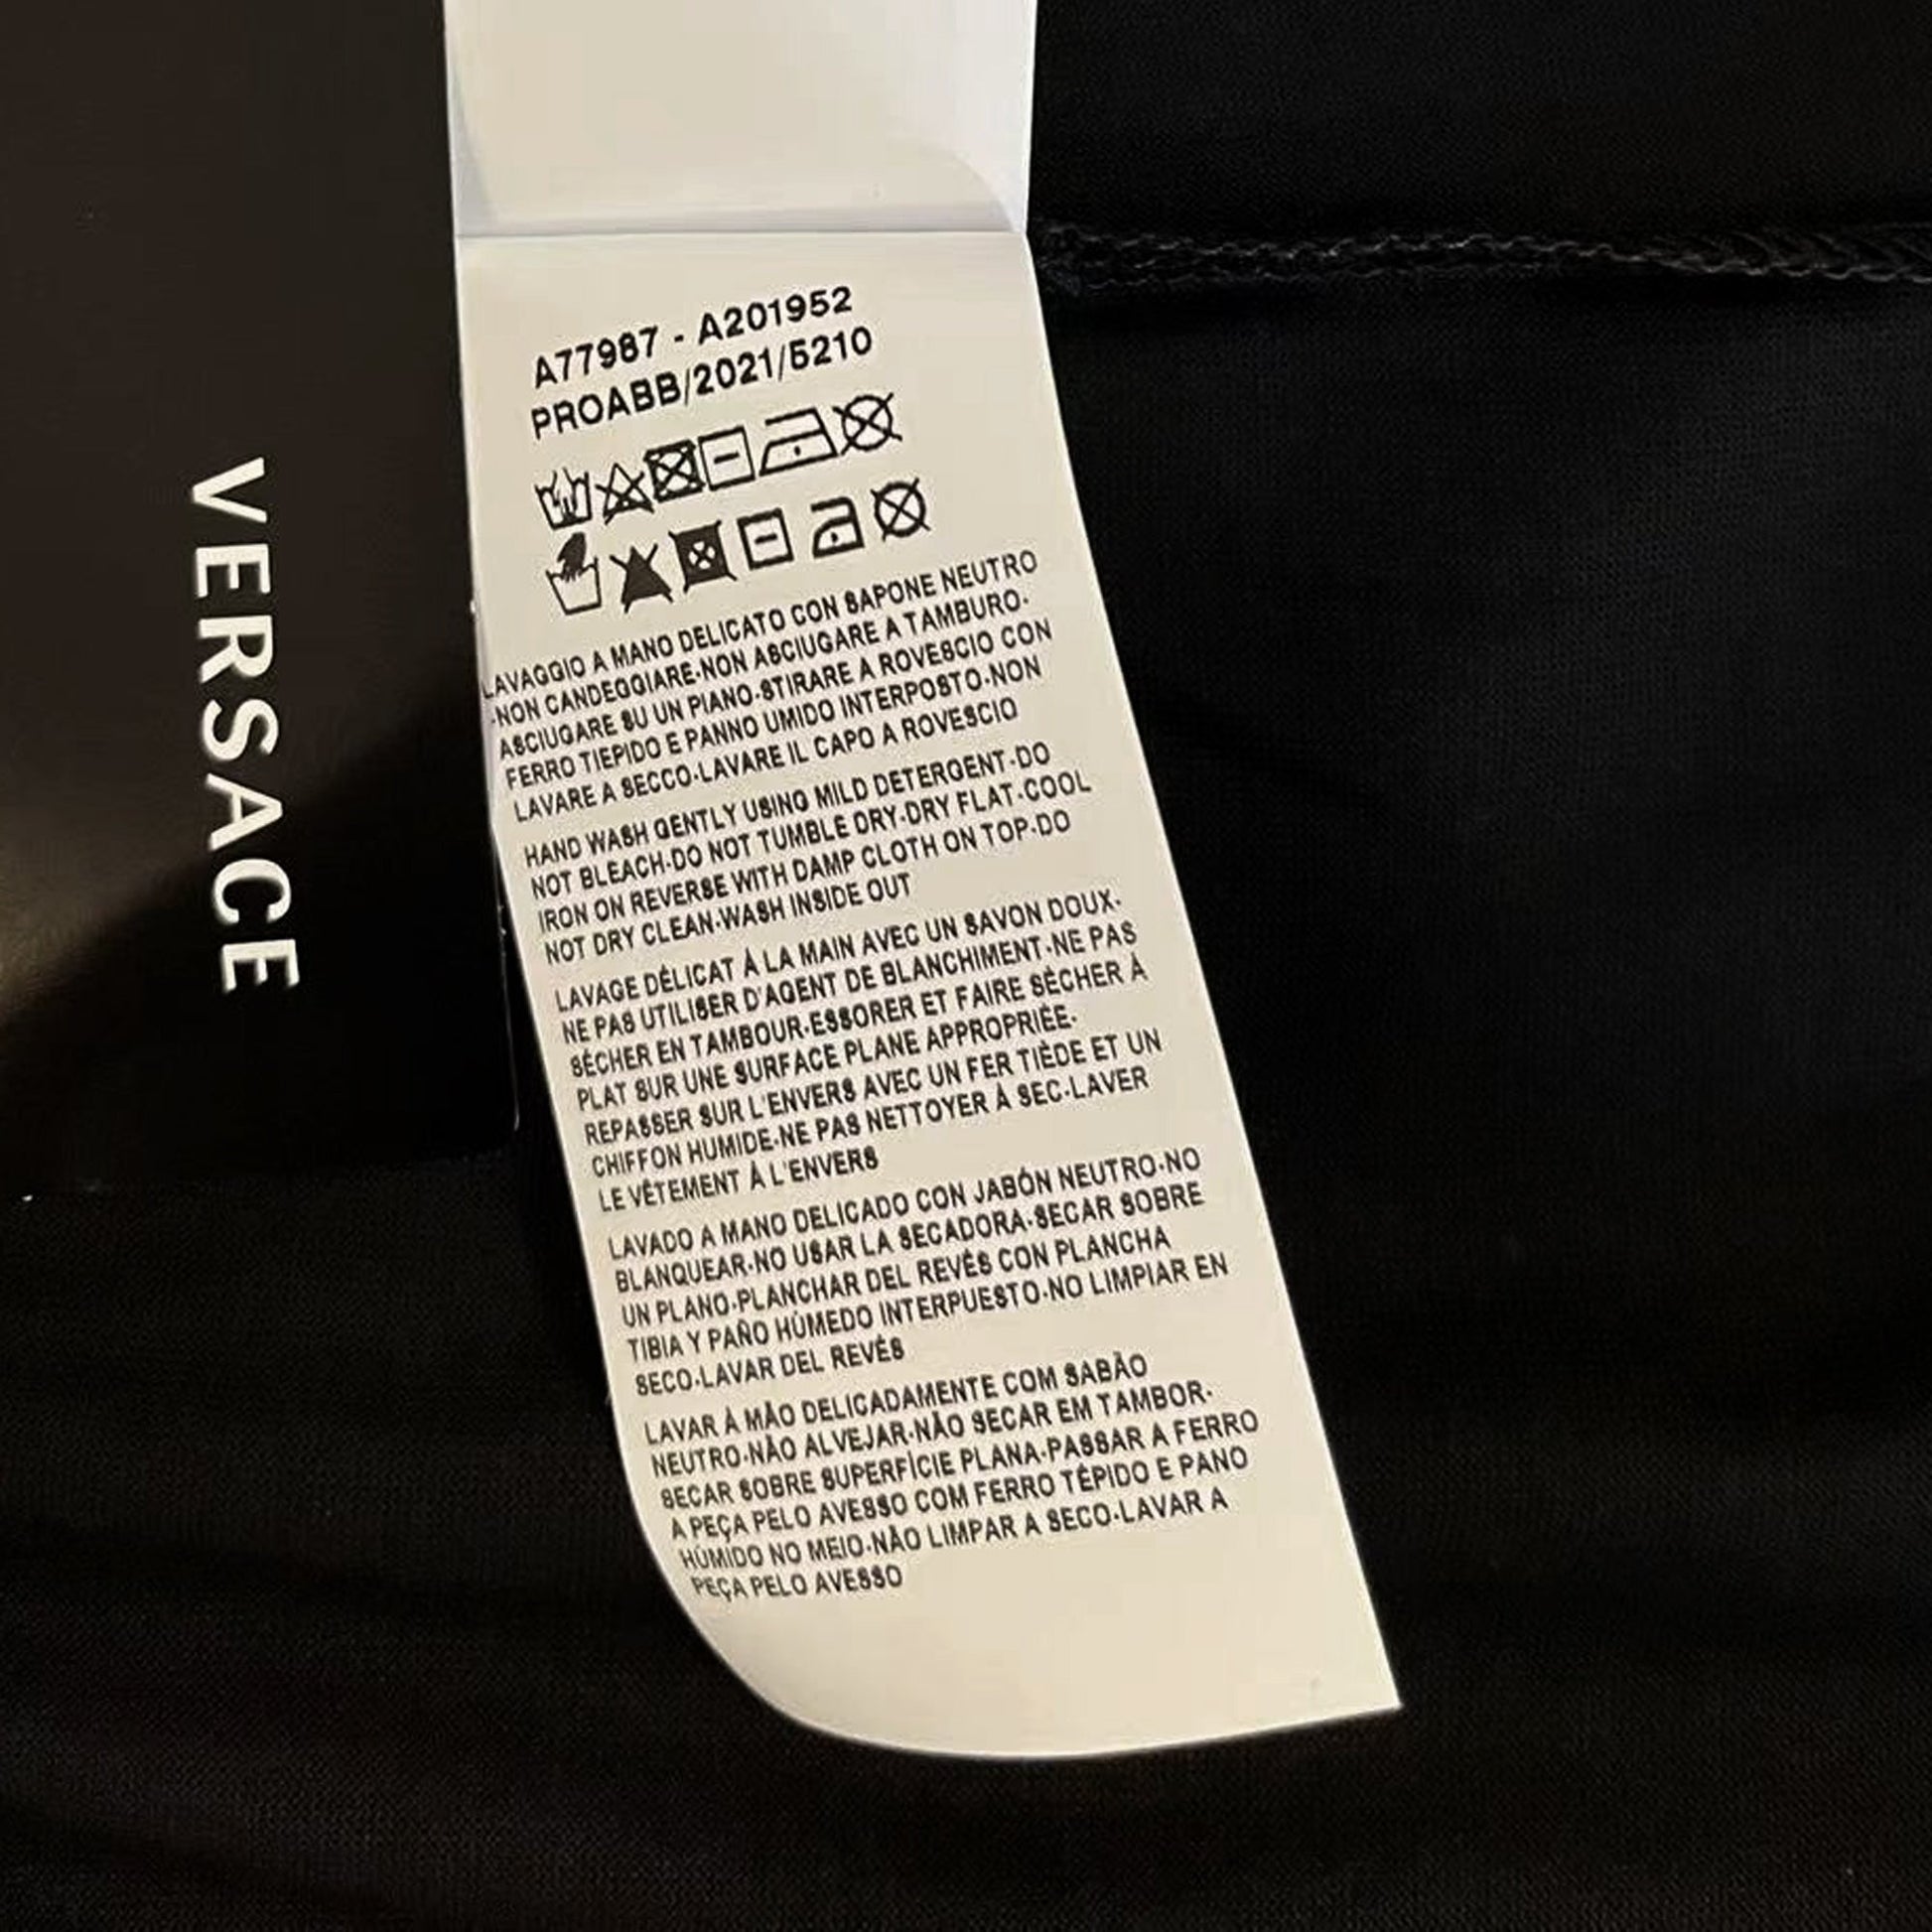 VERSACE
A77987 - A201952
PROABB/2021/5210
LAVAGGIO A MANO DELICATO CON SAPONE NEUTRO
-NON CANDEGGIARE-NON ASCIUGARE A TAMBURO-
ASCIUGARE SU UN PIANO-STIRARE A ROVESCIO CON
FERRO TIEPIDO E PANNO UMIDO INTERPOSTO-NON
LAVARE A SECCO-LAVARE IL CAPO A ROVESCIO
HAND WASH GENTLY USING MILD DETERGENT-DO
NOT BLEACH-DO NOT TUMBLE DRY-DRY FLAT-COOL
IRON ON REVERSE WITH DAMP CLOTH ON TOP-DO
NOT DRY CLEAN-WASH INSIDE OUT
LAVAGE DÉLICAT À LA MAIN AVEC UN SAVON DOUX-
NE PAS UTILISER D'AGENT DE BLANCHIMENT-NE PAS
SÉCHER EN TAMBOUR-ESSORER ET FAIRE SÉCHER À
PLAT SUR UNE SURFACE PLANE APPROPRIÉE-
REPASSER SUR L'ENVERS AVEC UN FER TIÈDE ET UN
CHIFFON HUMIDE-NE PAS NETTOYER À SEC-LAVER
LE VÊTEMENT À L'ENVERS
LAVADO A MANO DELICADO CON JABÓN NEUTRO-NO
BLANQUEAR-NO USAR LA SECADORA-SECAR SOBRE
UN PLANO-PLANCHAR DEL REVÉS CON PLANCHA
TIBIA Y PAÑO HÚMEDO INTERPUESTO-NO LIMPIAR EN
SECO-LAVAR DEL REVÉS
LAVAR À MÃO DELICADAMENTE COM SABÃO
NEUTRO-NÃO ALVEJAR-NÃO SECAR EM TAMBOR-
SECAR SOBRE SUPERFÍCIE PLANA-PASSAR A FERRO
A PEÇA PELO AVESSO COM FERRO TÉPIDO E PANO
HÚMIDO NO MEIO-NÃO LIMPAR A SECO-LAVAR A
PEÇA PELO AVESSO